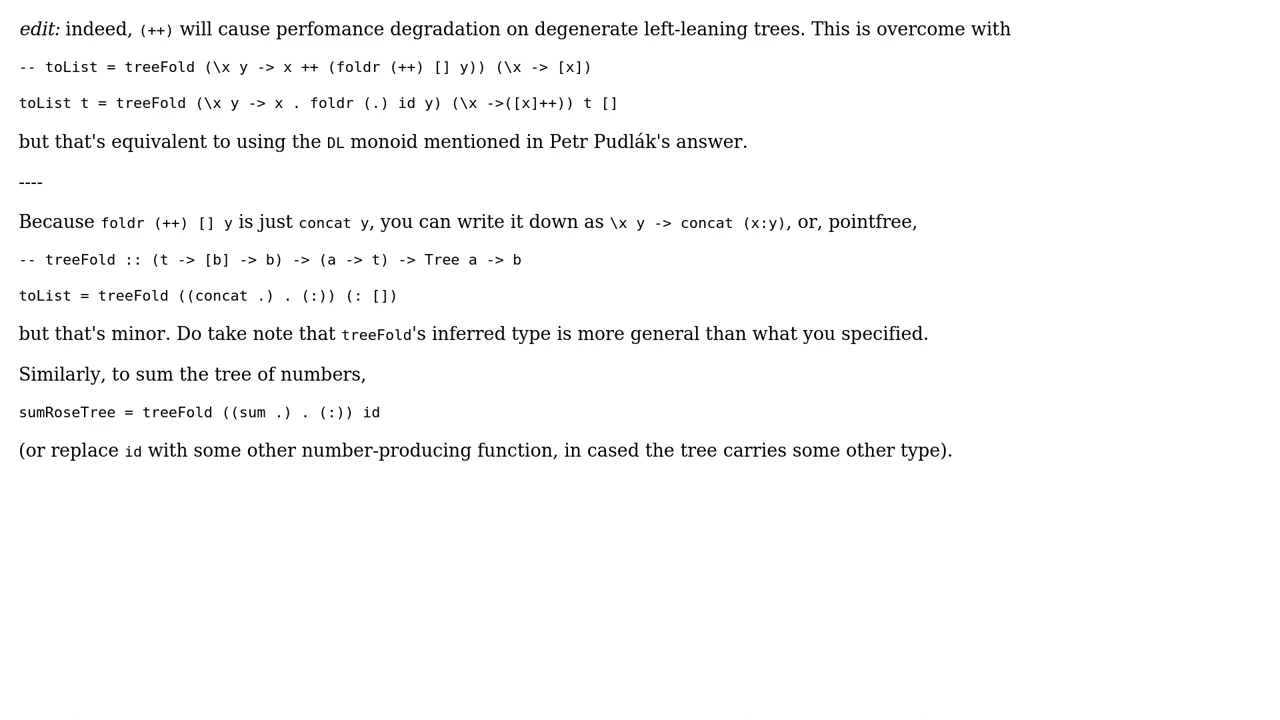 edit: indeed, (++) will cause perfomance degradation on degenerate left-leaning trees. This is overcome with
-- toList = treeFold (\x y -> x ++ (foldr (++) [] y)) (\x -> [x])
toList t = treeFold (\x y -> x . foldr (.) id y) (\x ->([x]++)) t []
but that's equivalent to using the DL monoid mentioned in Petr Pudlák's answer.
----
Because foldr (++) [] y is just concat y, you can write it down as \x y -> concat (x:y), or, pointfree,
-- treeFold :: (t -> [b] -> b) -> (a -> t) -> Tree a -> b
toList = treeFold ((concat .) . (:)) (: [])
but that's minor. Do take note that treeFold's inferred type is more general than what you specified.
Similarly, to sum the tree of numbers,
sumRoseTree = treeFold ((sum .) . (:)) id
(or replace id with some other number-producing function, in cased the tree carries some other type).